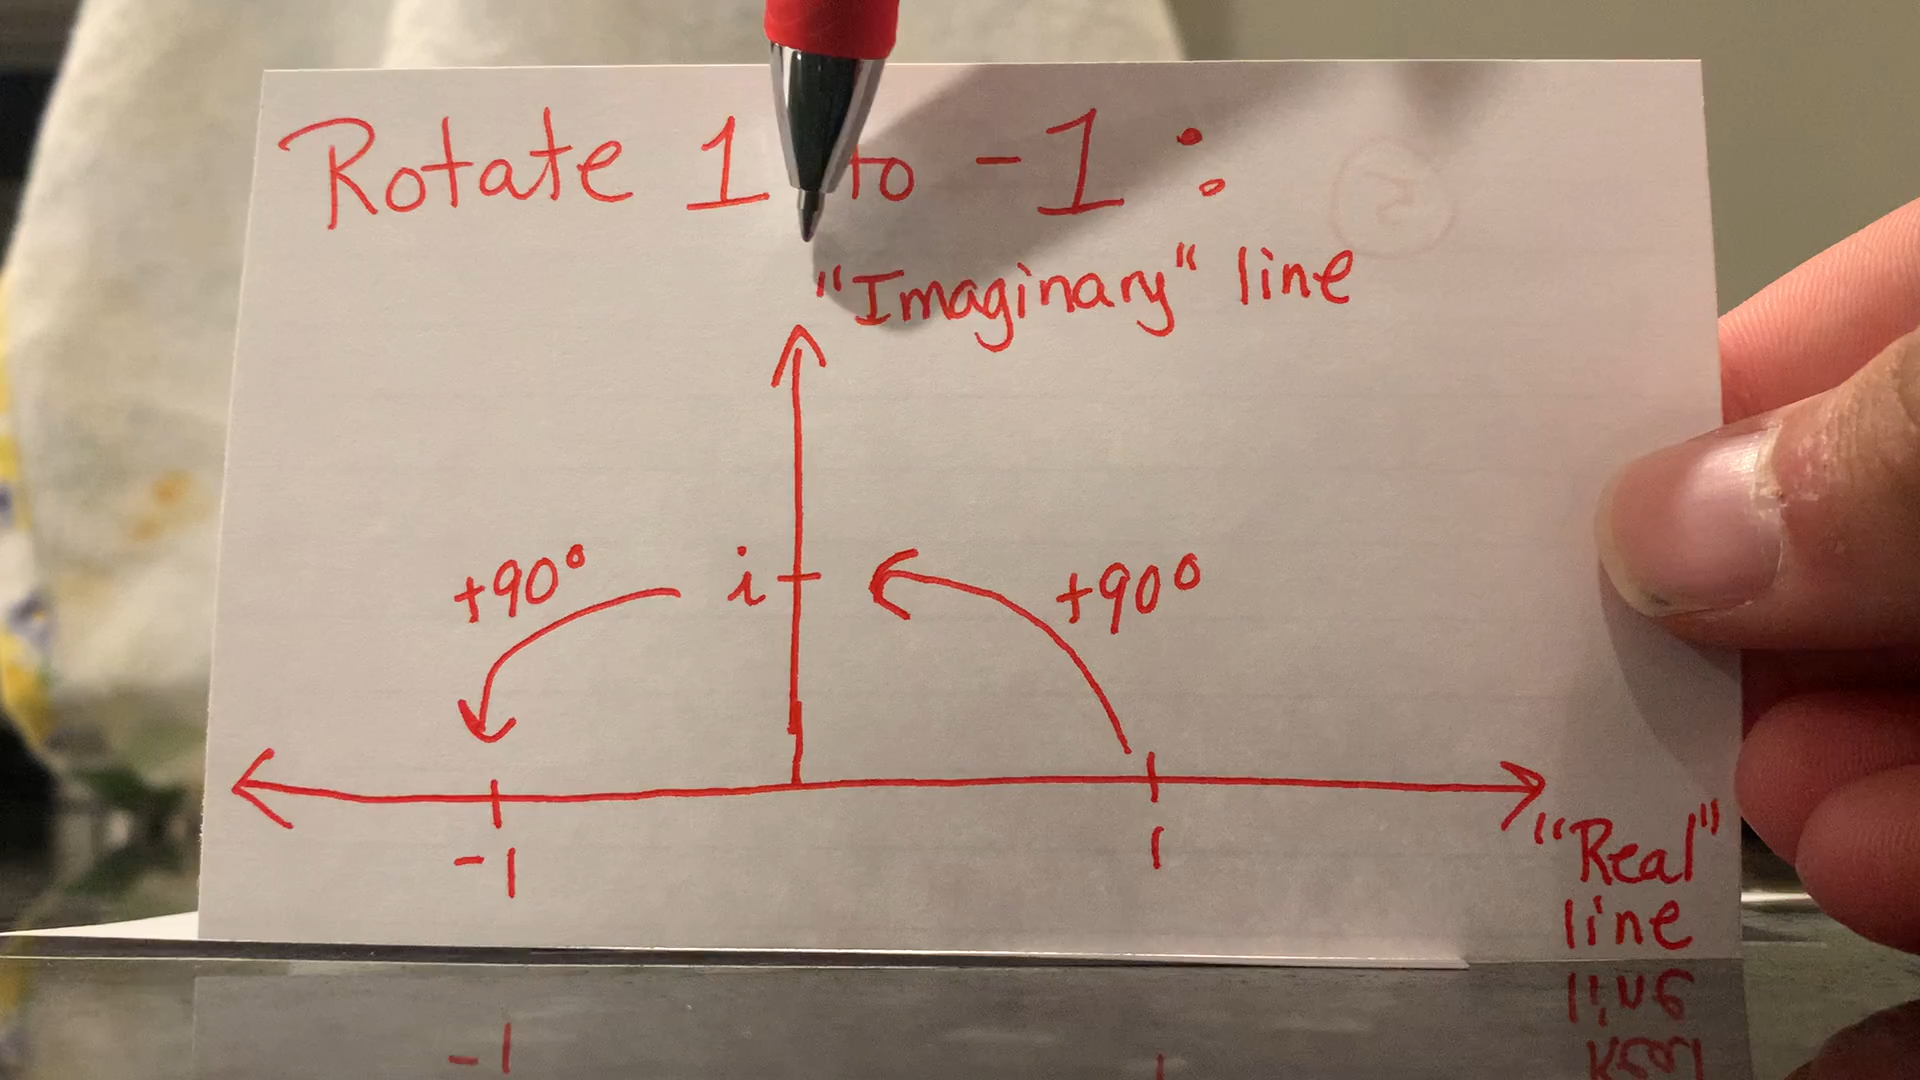 Rotate 1 to -1 :
"Imaginary" line
+90°
i
+90°
-1
1
"Real"
line